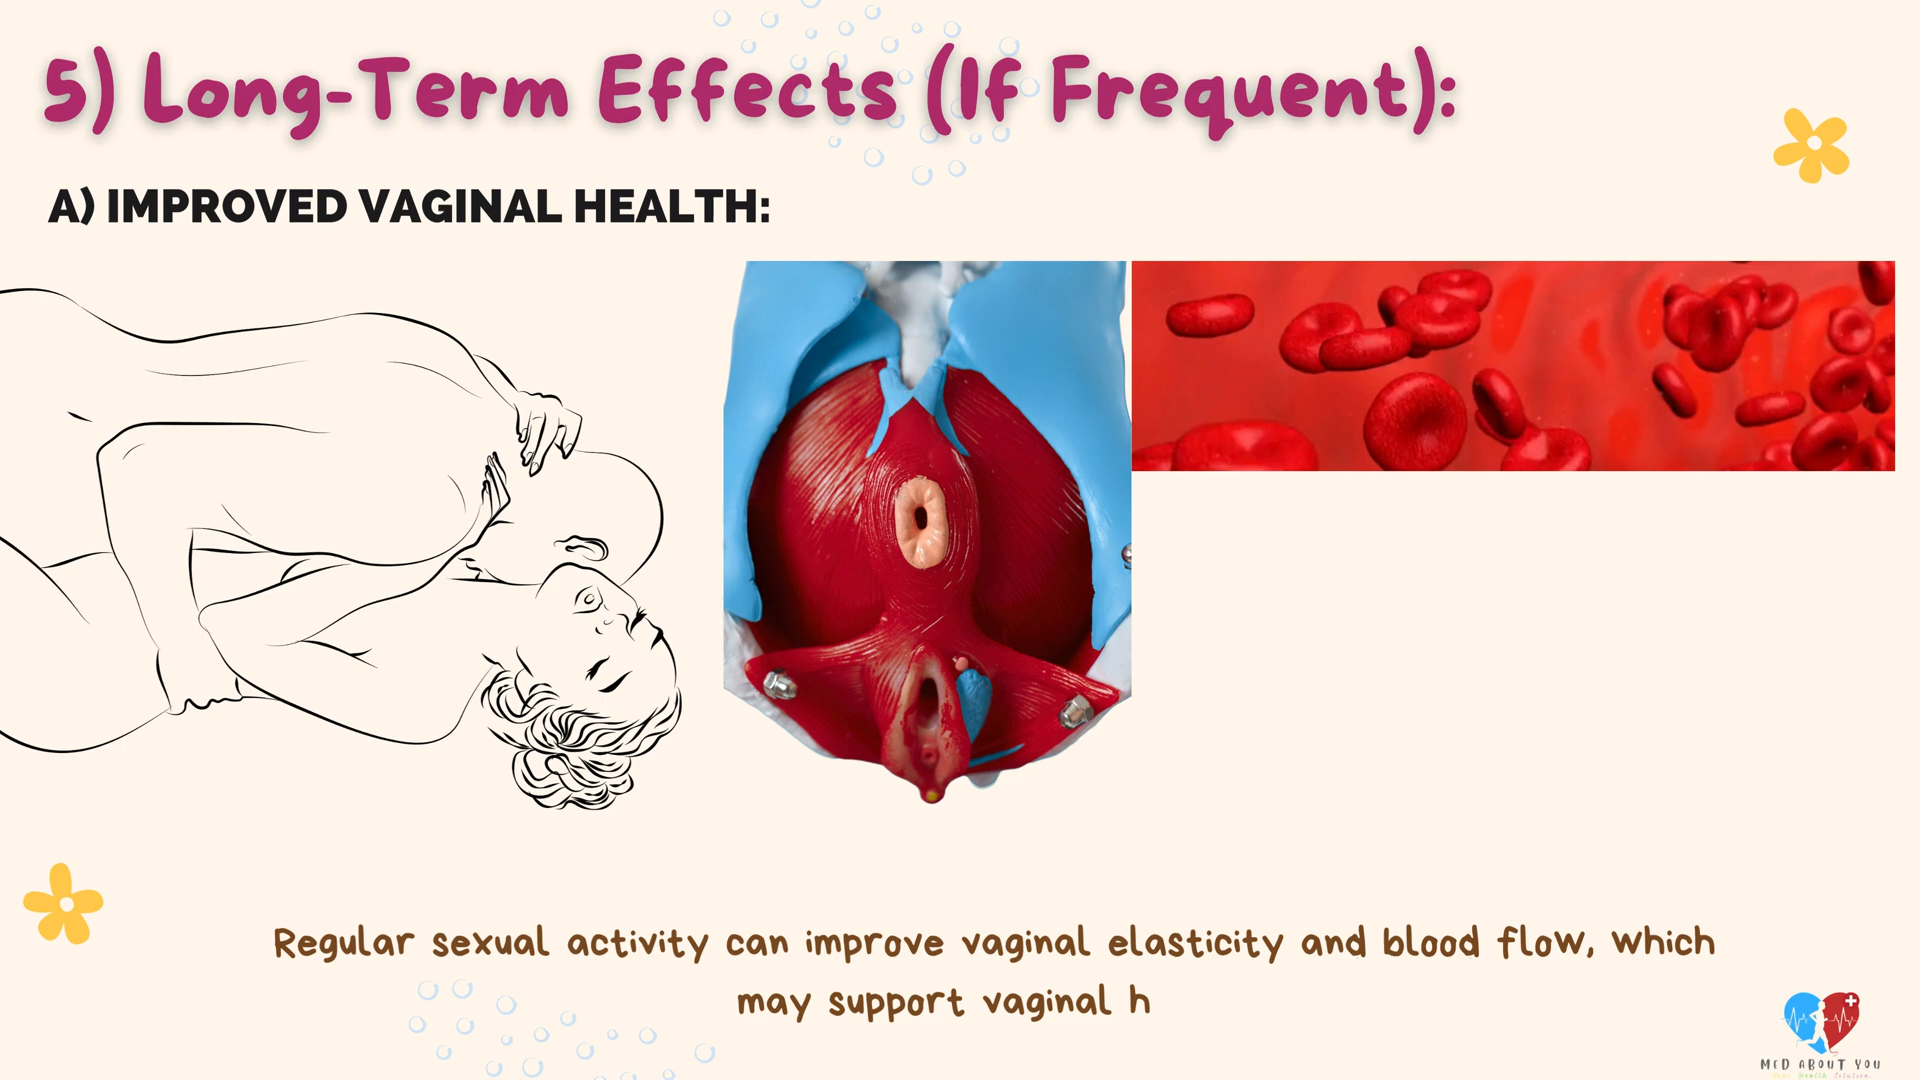 5) Long-Term Effects (If Frequent):
A) IMPROVED VAGINAL HEALTH:
Regular sexual activity can improve vaginal elasticity and blood flow, which
may support vaginal h
MED ABOUT YOU